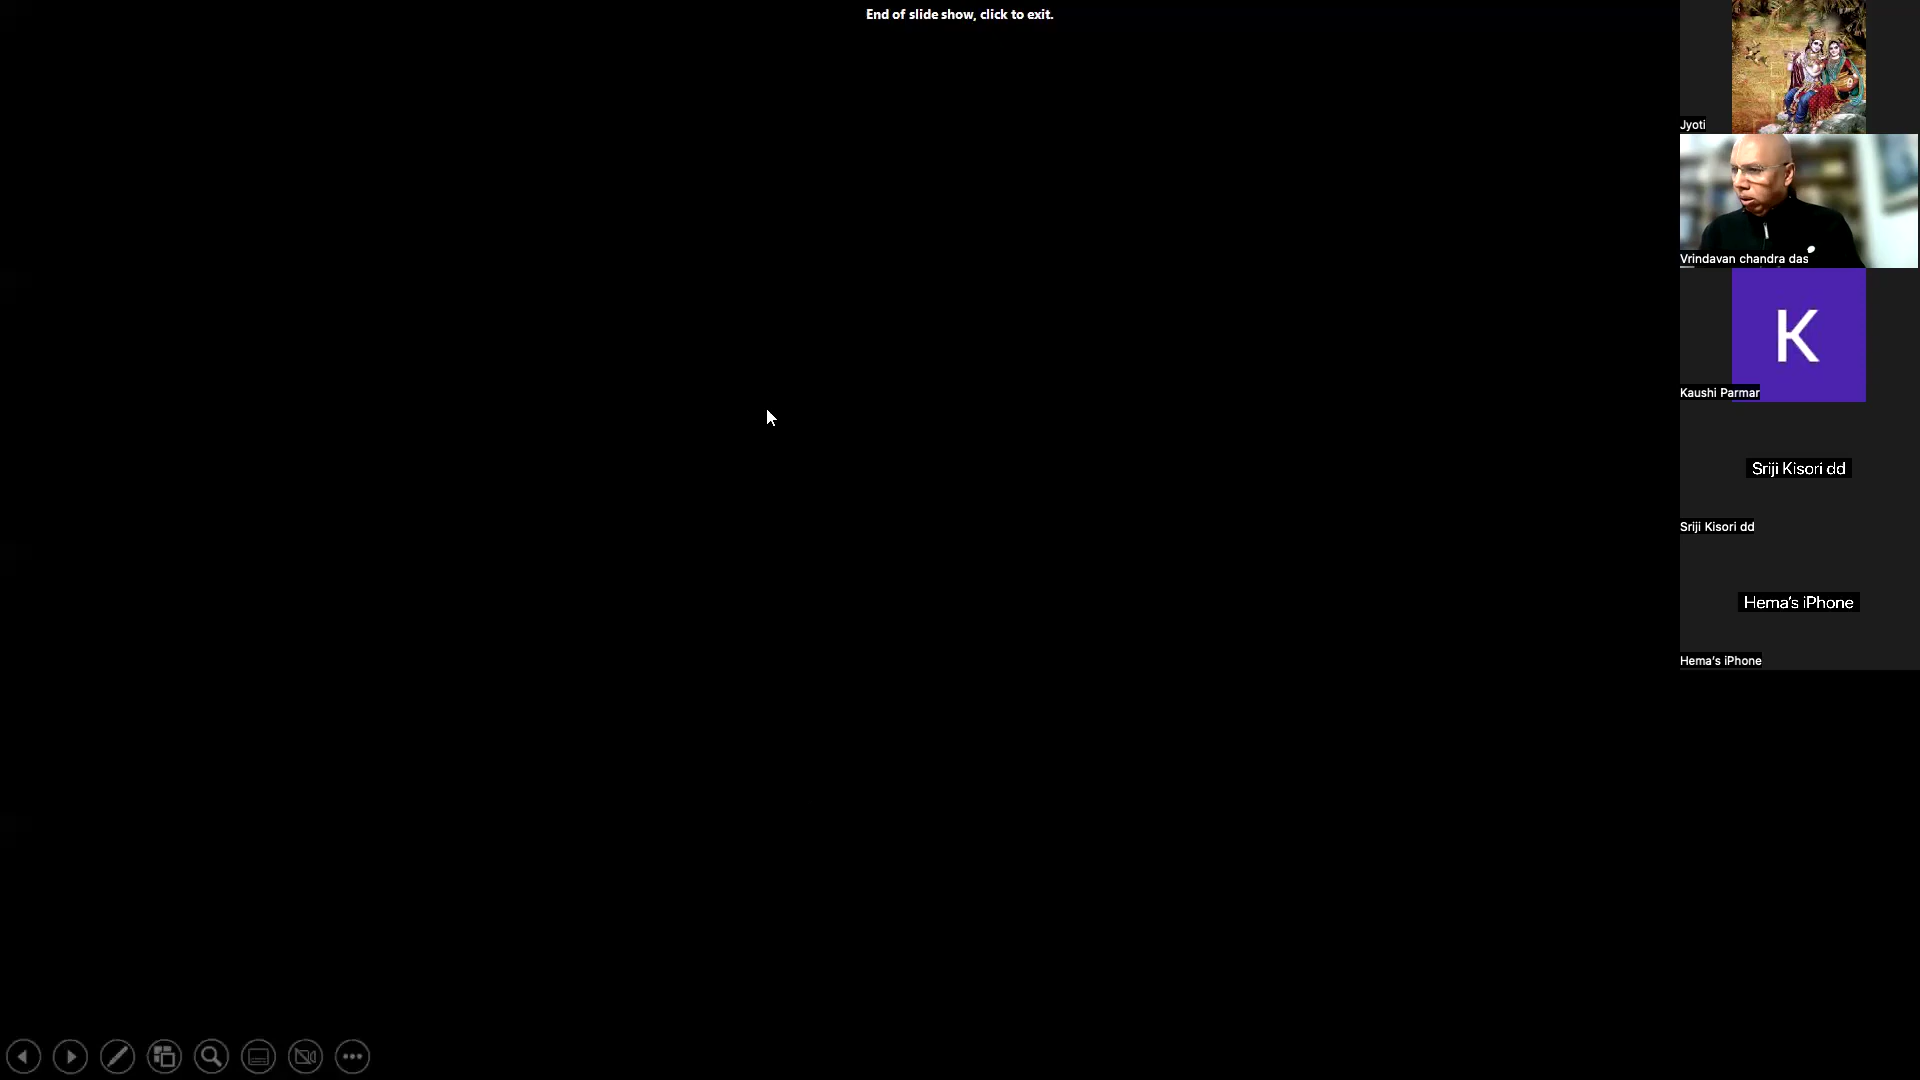 End of slide show, click to exit.
Jyoti
Vrindavan chandra das
K
Kaushi Parmar
Sriji Kisori dd
Sriji Kisori dd
Hema's iPhone
Hema's iPhone